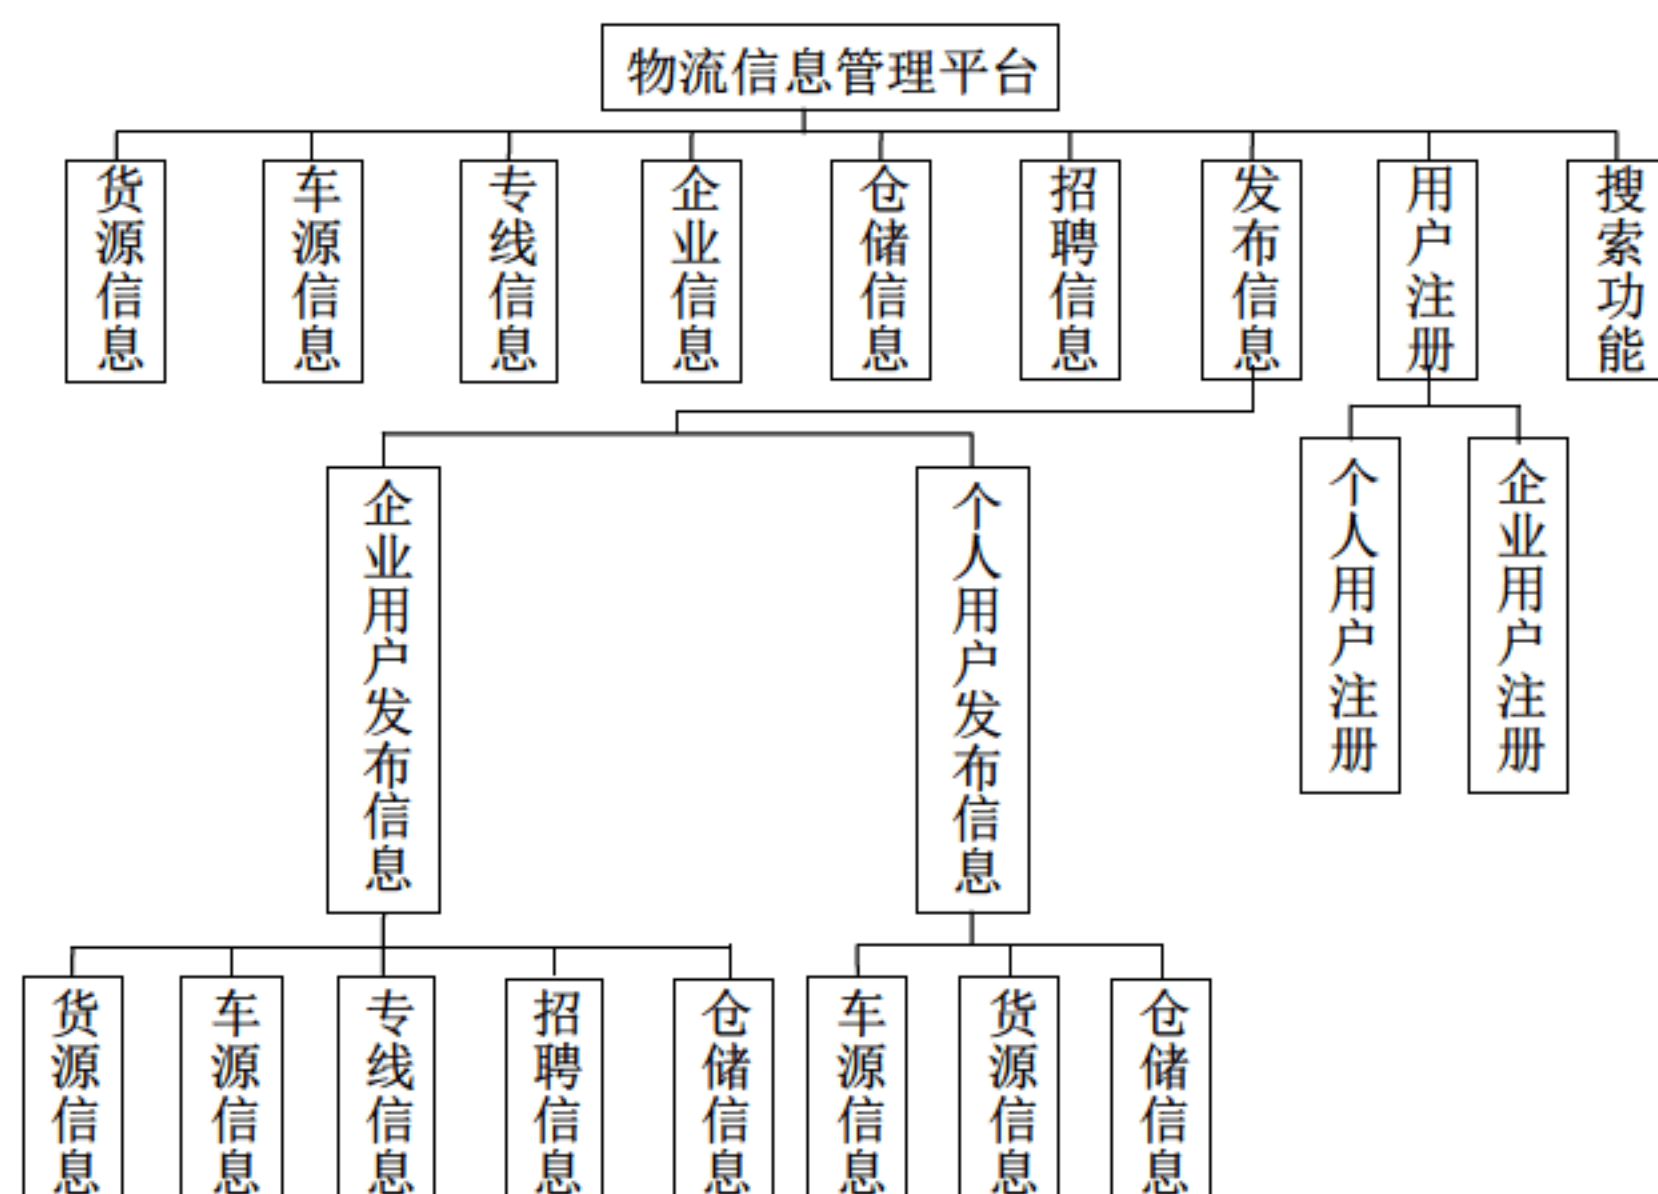 物流信息管理平台
货源信息
车源信息
专线信息
企业信息
仓储信息
招聘信息
发布信息
用户注册
搜索功能
企业用户发布信息
个人用户发布信息
个人用户注册
企业用户注册
货源信息
车源信息
专线信息
招聘信息
仓储信息
车源信息
货源信息
仓储信息